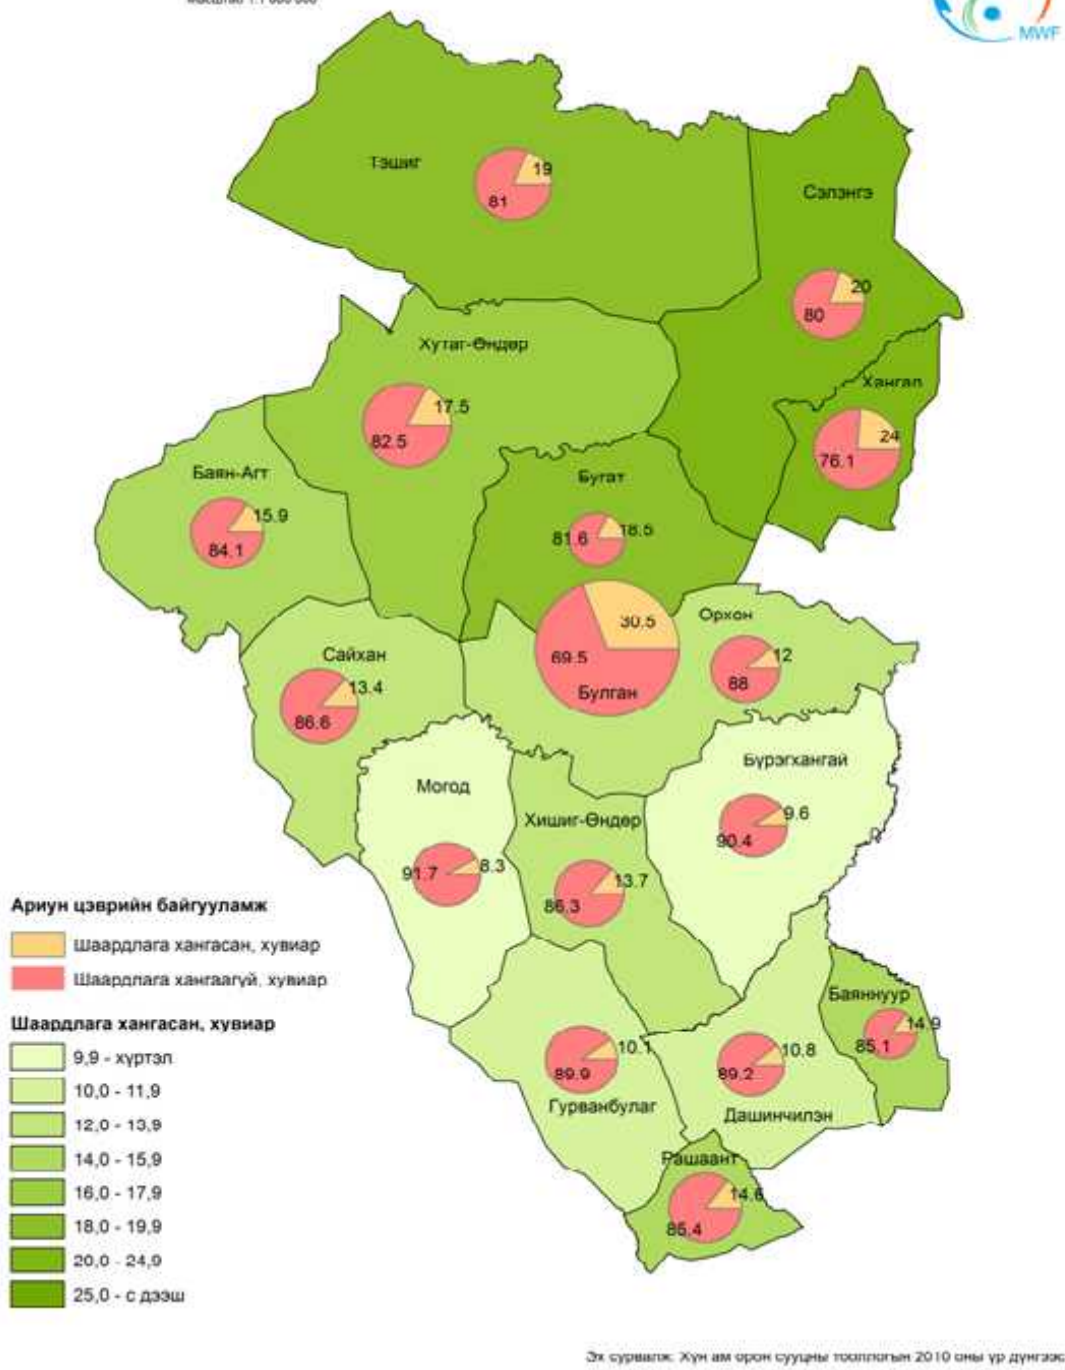 MWF
Тэшиг
19
81
Сэлэнгэ
20
80
Хутаг-Өндөр
17.5
82.5
Хангал
24
76.1
Баян-Агт
15.9
84.1
Бугат
81.6
18.5
30.5
69.5
Булган
Орхон
12
88
Сайхан
13.4
86.6
Могод
91.7
8.3
Бүрэгхангай
9.6
90.4
Хишиг-Өндөр
13.7
86.3
Баяннуур
14.9
85.1
10.1
89.9
Гурванбулаг
10.8
89.2
Дашинчилэн
Рашаант
14.6
85.4
Ариун цэврийн байгууламж
Шаардлага хангасан, хувиар
Шаардлага хангаагүй, хувиар
Шаардлага хангасан, хувиар
9,9 - хүртэл
10,0 - 11,9
12,0 - 13,9
14,0 - 15,9
16,0 - 17,9
18,0 - 19,9
20,0 - 24,9
25,0 - с дээш
Эх сурвалж: Хүн ам орон сууцны тооллогын 2010 оны үр дүнгээс